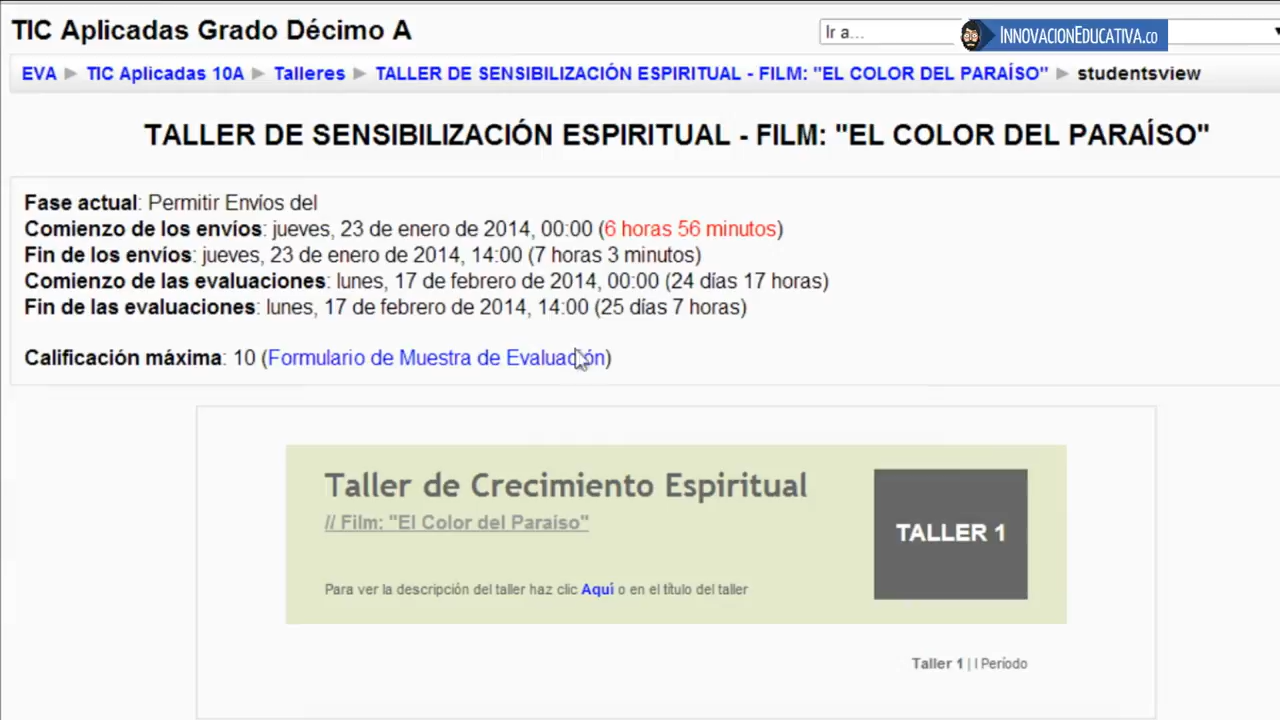 TIC Aplicadas Grado Décimo A
Ir a...
INNOVACIONEDUCATIVA.CO
EVA ► TIC Aplicadas 10A ► Talleres ► TALLER DE SENSIBILIZACIÓN ESPIRITUAL - FILM: "EL COLOR DEL PARAÍSO" ► studentsview
TALLER DE SENSIBILIZACIÓN ESPIRITUAL - FILM: "EL COLOR DEL PARAÍSO"
Fase actual: Permitir Envíos del
Comienzo de los envíos: jueves, 23 de enero de 2014, 00:00 (6 horas 56 minutos)
Fin de los envíos: jueves, 23 de enero de 2014, 14:00 (7 horas 3 minutos)
Comienzo de las evaluaciones: lunes, 17 de febrero de 2014, 00:00 (24 días 17 horas)
Fin de las evaluaciones: lunes, 17 de febrero de 2014, 14:00 (25 días 7 horas)
Calificación máxima: 10 (Formulario de Muestra de Evaluación)
Taller de Crecimiento Espiritual
// Film: "El Color del Paraiso"
TALLER 1
Para ver la descripción del taller haz clic Aquí o en el título del taller
Taller 1 | I Período